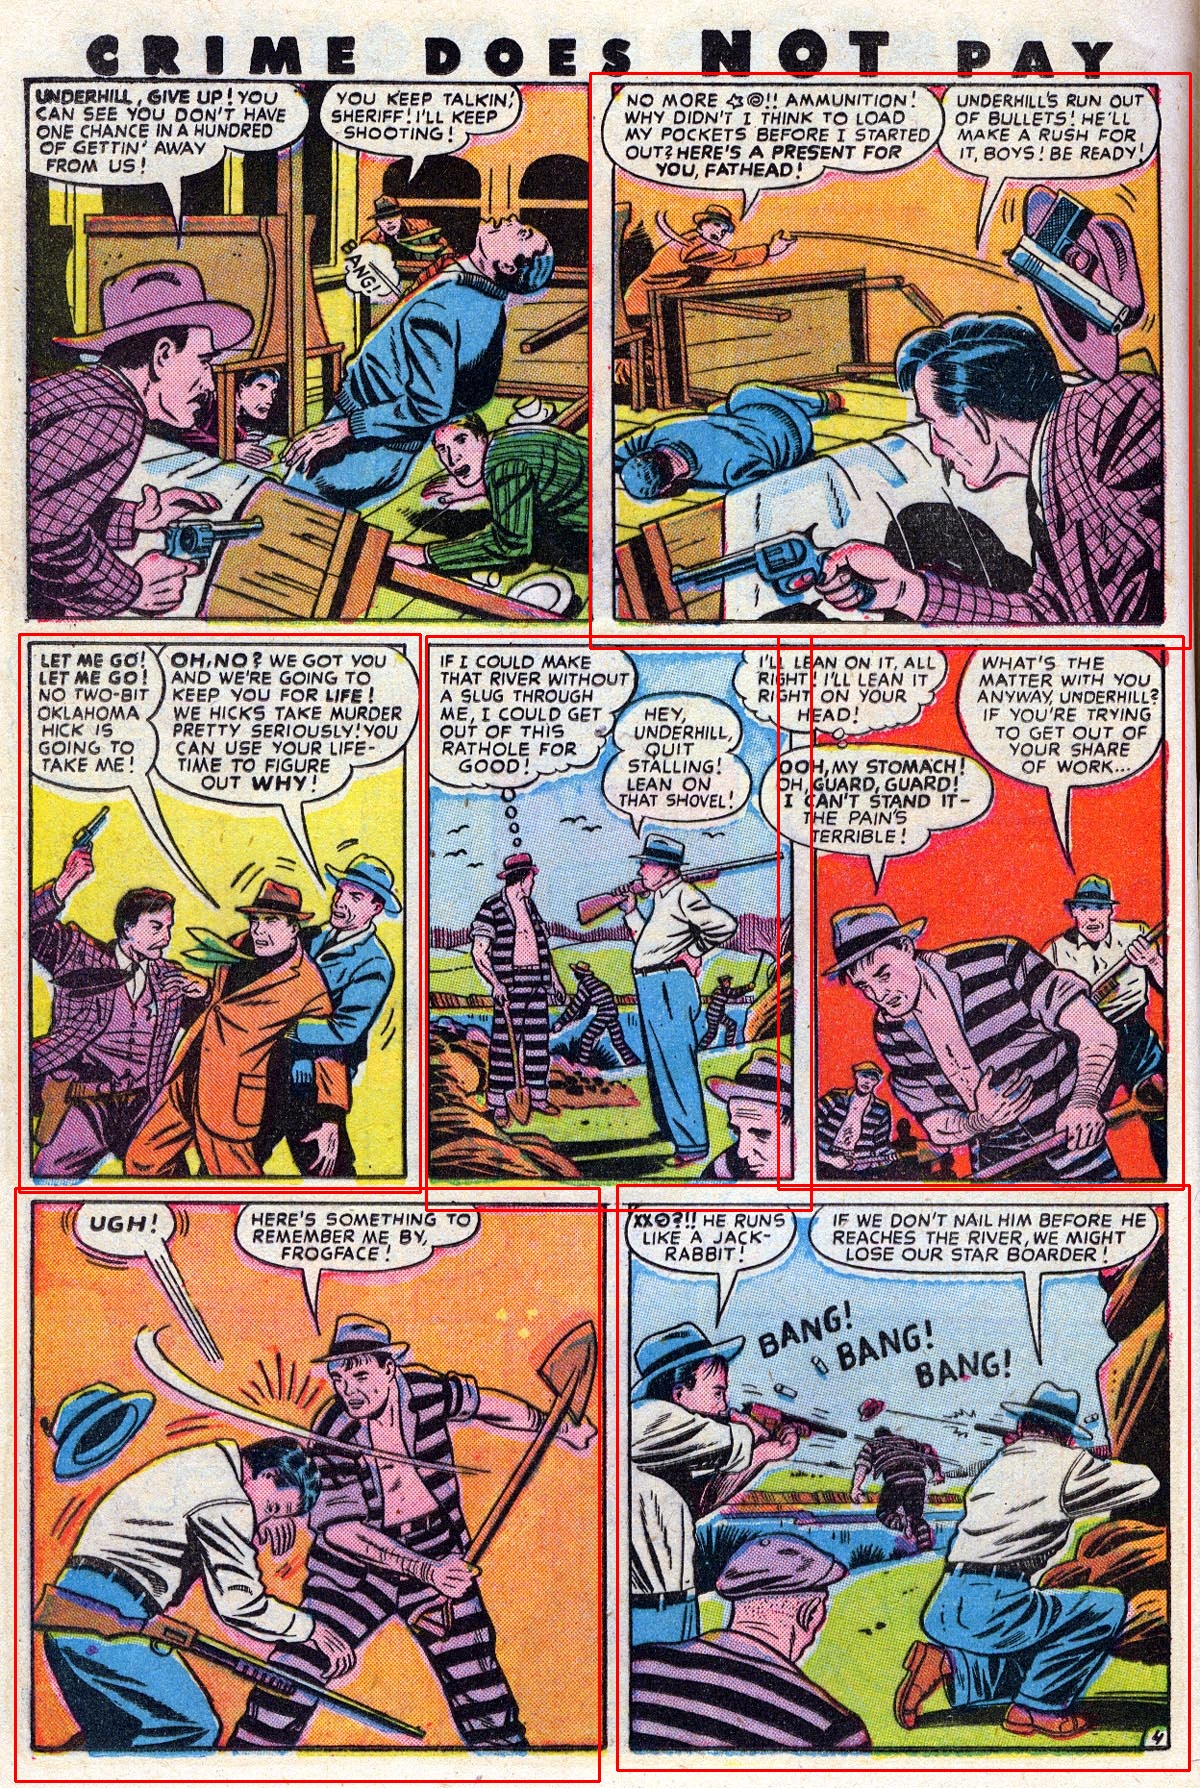 CRIME DOES NOT PAY
UNDERHILL, GIVE UP! YOU
CAN SEE YOU DON'T HAVE
ONE CHANCE IN A HUNDRED
OF GETTIN' AWAY
FROM US!
YOU KEEP TALKIN',
SHERIFF! I'LL KEEP
SHOOTING!
BANG!
NO MORE ☆@!! AMMUNITION!
WHY DIDN'T I THINK TO LOAD
MY POCKETS BEFORE I STARTED
OUT? HERE'S A PRESENT FOR
YOU, FATHEAD!
UNDERHILL'S RUN OUT
OF BULLETS! HE'LL
MAKE A RUSH FOR
IT, BOYS! BE READY!
LET ME GO!
LET ME GO!
NO TWO-BIT
OKLAHOMA
HICK IS
GOING TO
TAKE ME!
OH, NO? WE GOT YOU
AND WE'RE GOING TO
KEEP YOU FOR LIFE!
WE HICKS TAKE MURDER
PRETTY SERIOUSLY! YOU
CAN USE YOUR LIFE-
TIME TO FIGURE
OUT WHY!
IF I COULD MAKE
THAT RIVER WITHOUT
A SLUG THROUGH
ME, I COULD GET
OUT OF THIS
RATHOLE FOR
GOOD!
HEY,
UNDERHILL,
QUIT
STALLING!
LEAN ON
THAT SHOVEL!
I'LL LEAN ON IT, ALL
RIGHT! I'LL LEAN IT
RIGHT ON YOUR
HEAD!
OOH, MY STOMACH!
OH, GUARD, GUARD!
I CAN'T STAND IT-
THE PAIN'S
TERRIBLE!
WHAT'S THE
MATTER WITH YOU
ANYWAY, UNDERHILL?
IF YOU'RE TRYING
TO GET OUT OF
YOUR SHARE
OF WORK...
UGH!
HERE'S SOMETHING TO
REMEMBER ME BY,
FROGFACE!
XX@?!! HE RUNS
LIKE A JACK-
RABBIT!
IF WE DON'T NAIL HIM BEFORE HE
REACHES THE RIVER, WE MIGHT
LOSE OUR STAR BOARDER!
BANG!
BANG!
BANG!
4